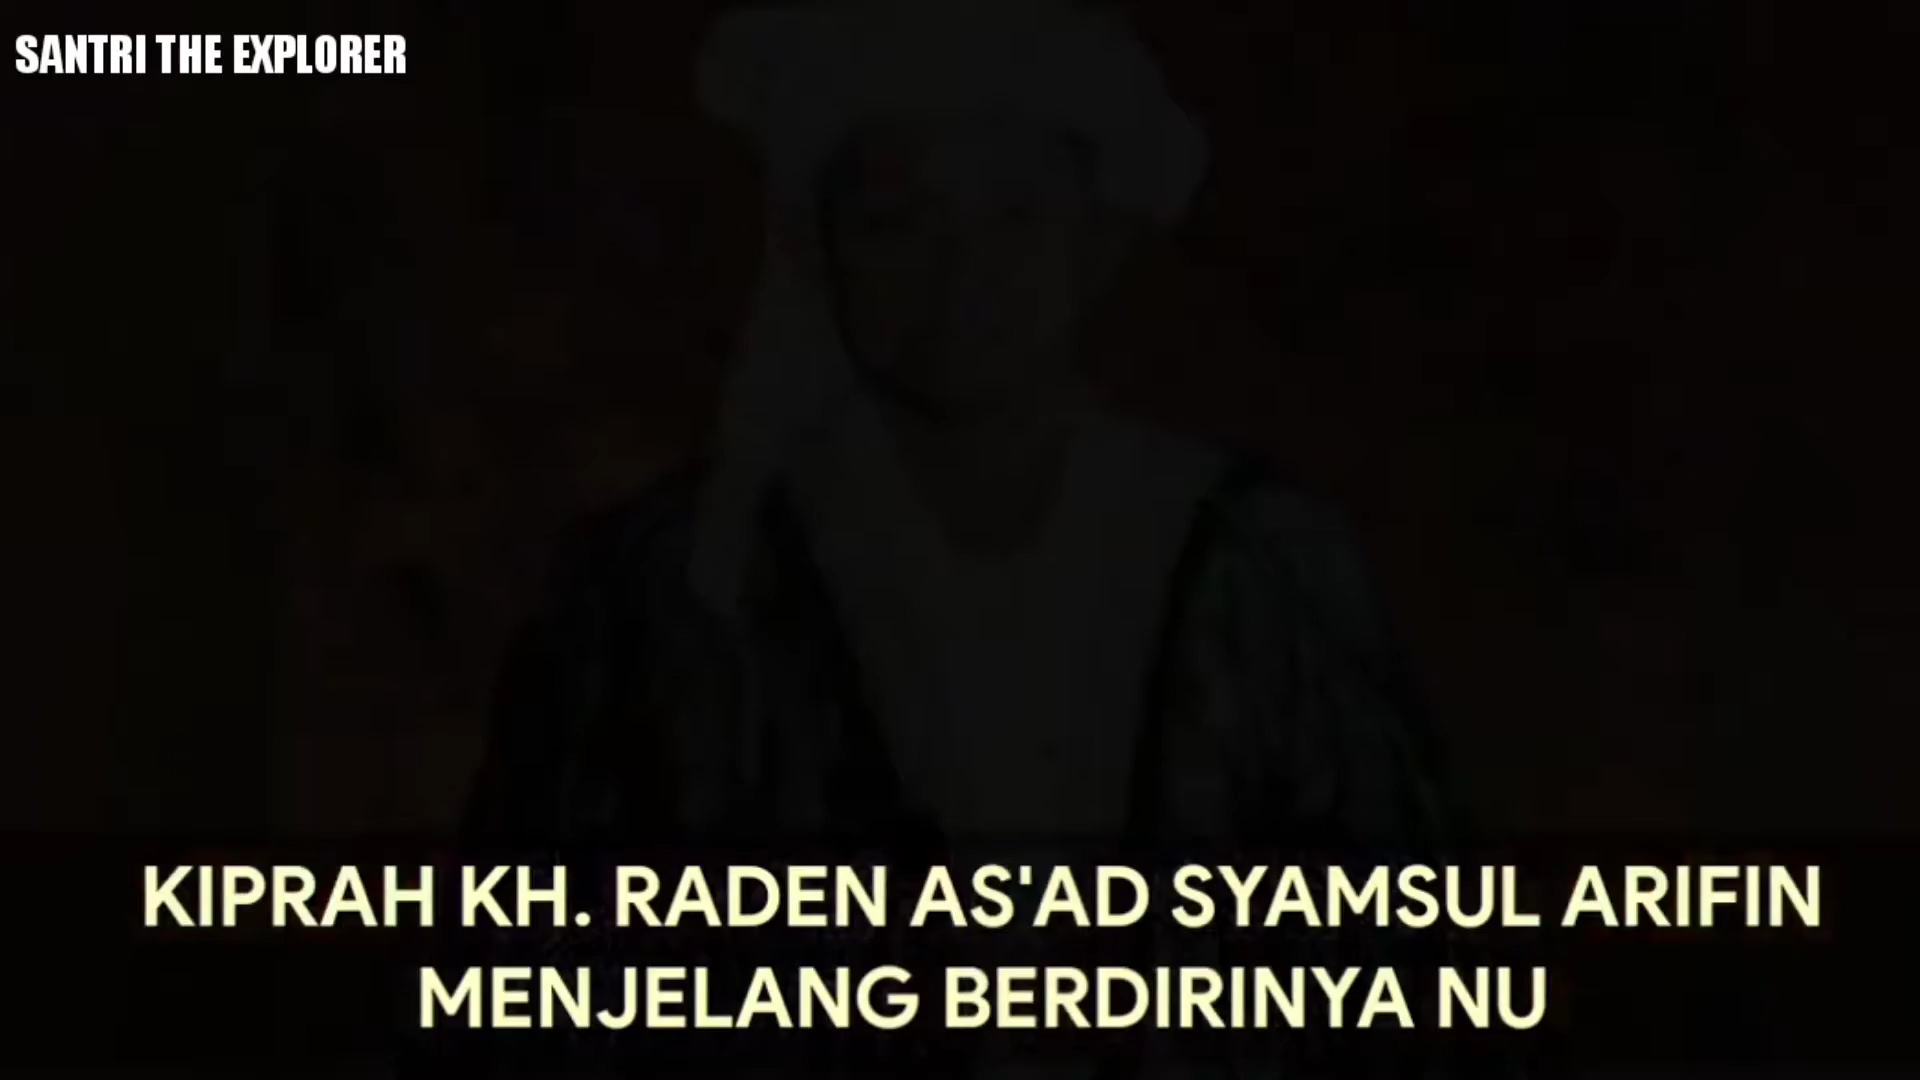 SANTRI THE EXPLORER
KIPRAH KH. RADEN AS'AD SYAMSUL ARIFIN
MENJELANG BERDIRINYA NU